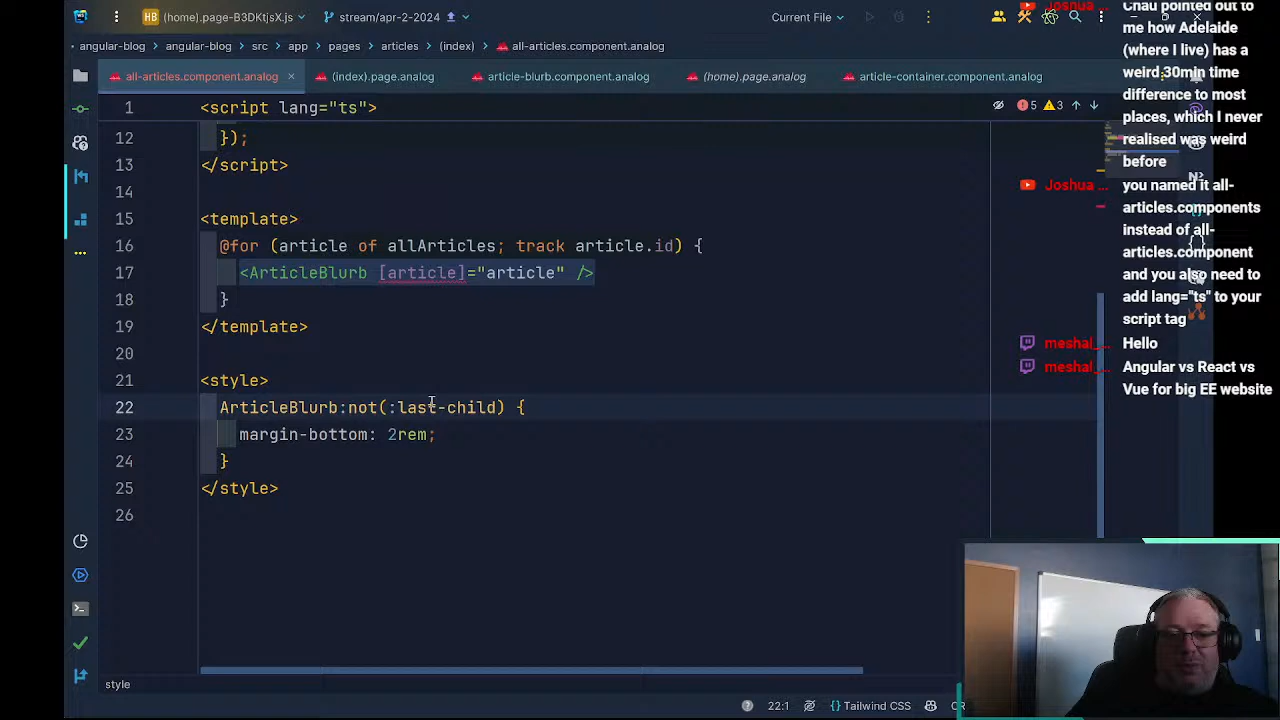 HB (home).page-B3DKtjsX.js
stream/apr-2-2024
Current File
angular-blog
angular-blog
src
app
pages
articles
(index)
all-articles.component.analog
all-articles.component.analog
(index).page.analog
article-blurb.component.analog
(home).page.analog
article-container.component.analog
1 <script lang="ts">
5 3
12 });
13 </script>
14
15 <template>
16 @for (article of allArticles; track article.id) {
17 <ArticleBlurb [article]="article" />
18 }
19 </template>
20
21 <style>
22 ArticleBlurb:not(:last-child) {
23 margin-bottom: 2rem;
24 }
25 </style>
26
style
22:1
{} Tailwind CSS
Joshua ...
Chau pointed out to
me how Adelaide
(where I live) has a
weird 30min time
difference to most
places, which I never
realised was weird
before
Joshua ...
you named it all-
articles.components
instead of all-
articles.component
and you also need to
add lang="ts" to your
script tag
meshal_...
Hello
meshal_...
Angular vs React vs
Vue for big EE website